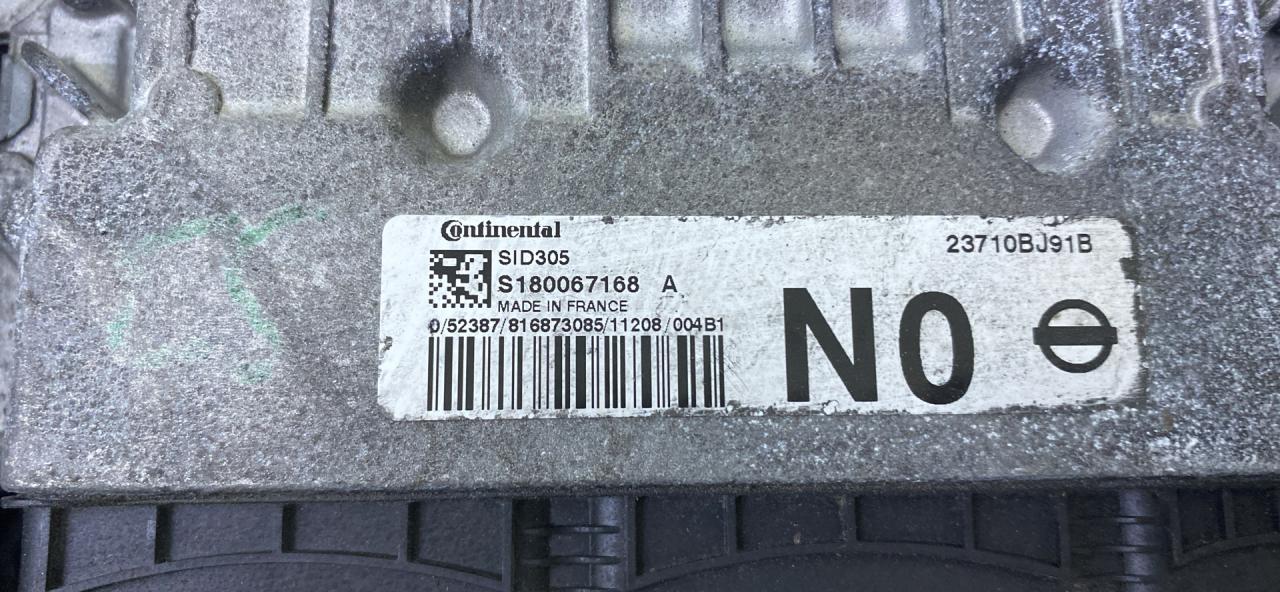 Continental
23710BJ91B
SID305
S180067168 A
MADE IN FRANCE
0/52387/816873085/11208/004B1
N0